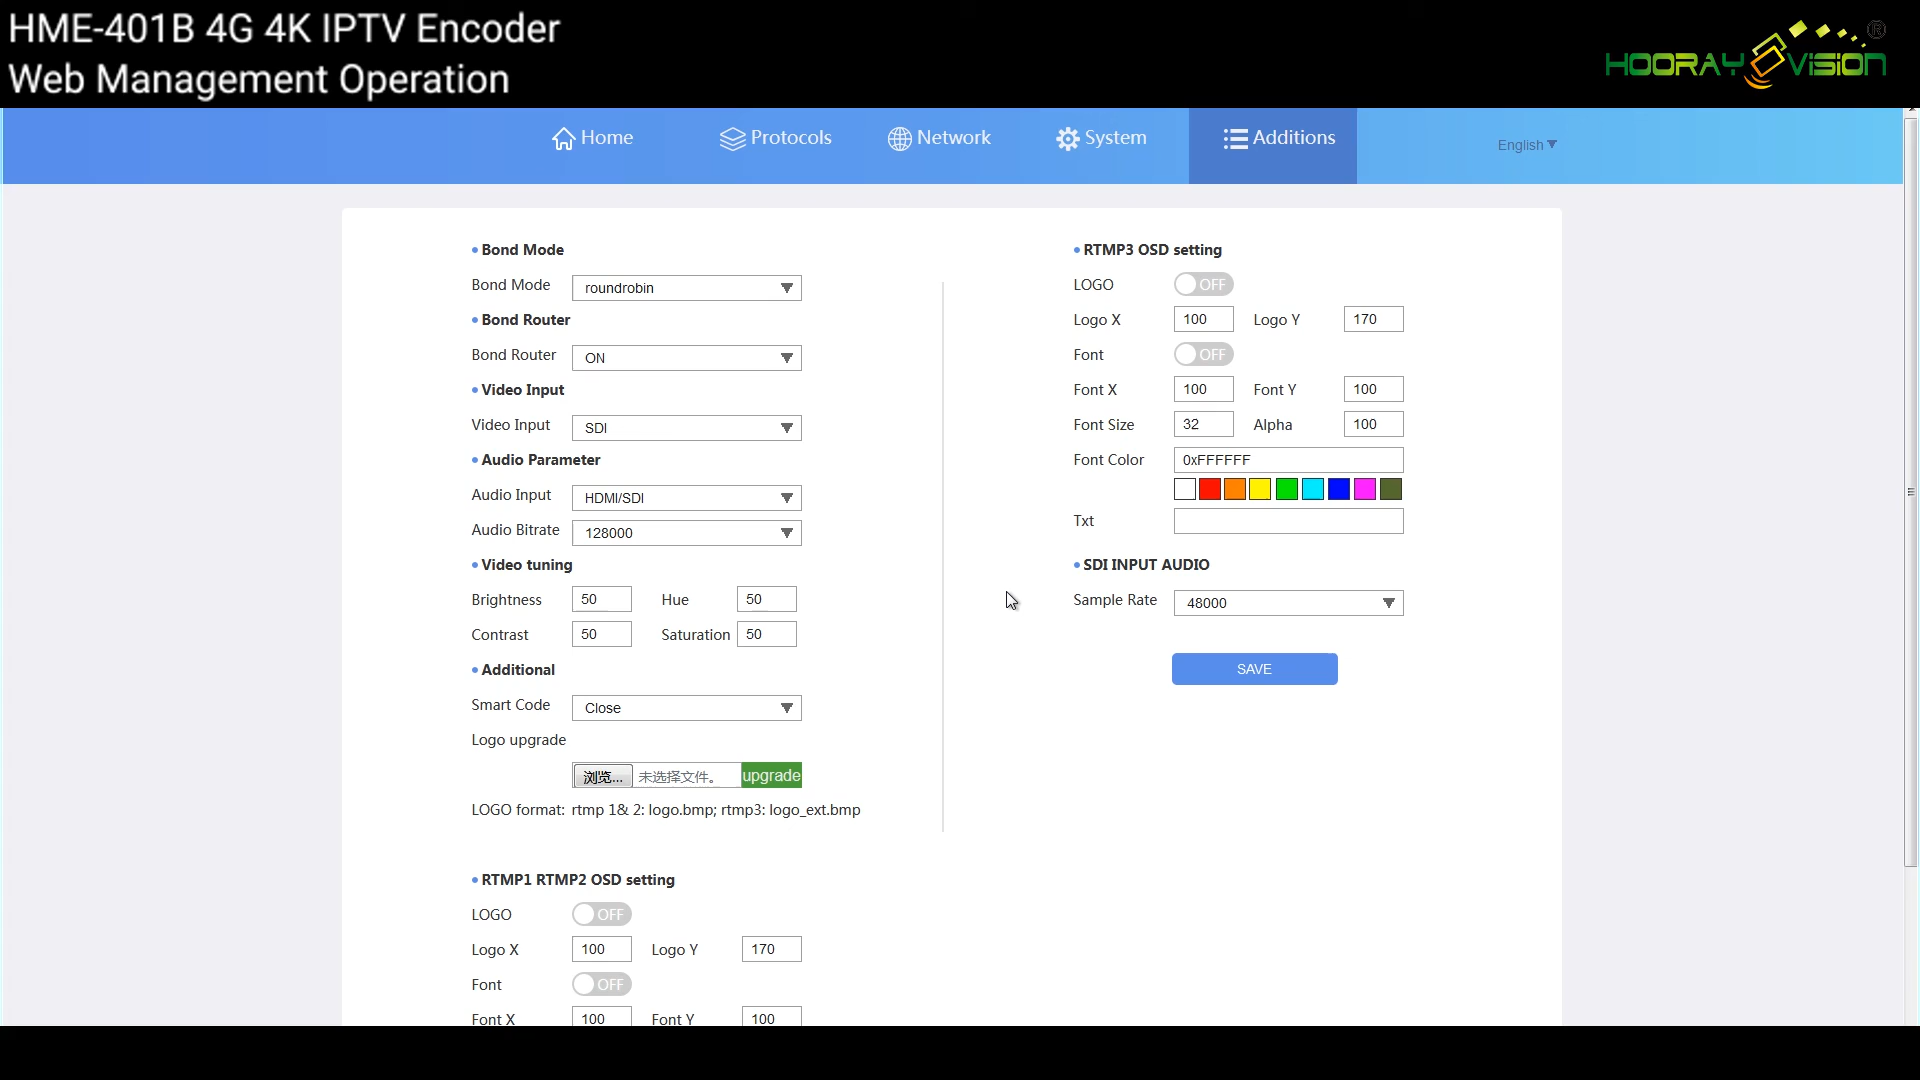 HME-401B 4G 4K IPTV Encoder
Web Management Operation
HOORAY VISION ®
Home Protocols Network System Additions English
Bond Mode
Bond Mode roundrobin
Bond Router
Bond Router ON
Video Input
Video Input SDI
Audio Parameter
Audio Input HDMI/SDI
Audio Bitrate 128000
Video tuning
Brightness 50 Hue 50
Contrast 50 Saturation 50
Additional
Smart Code Close
Logo upgrade
浏览... 未选择文件。 upgrade
LOGO format: rtmp 1& 2: logo.bmp; rtmp3: logo_ext.bmp
RTMP1 RTMP2 OSD setting
LOGO OFF
Logo X 100 Logo Y 170
Font OFF
Font X 100 Font Y 100
RTMP3 OSD setting
LOGO OFF
Logo X 100 Logo Y 170
Font OFF
Font X 100 Font Y 100
Font Size 32 Alpha 100
Font Color 0xFFFFFF
Txt
SDI INPUT AUDIO
Sample Rate 48000
SAVE